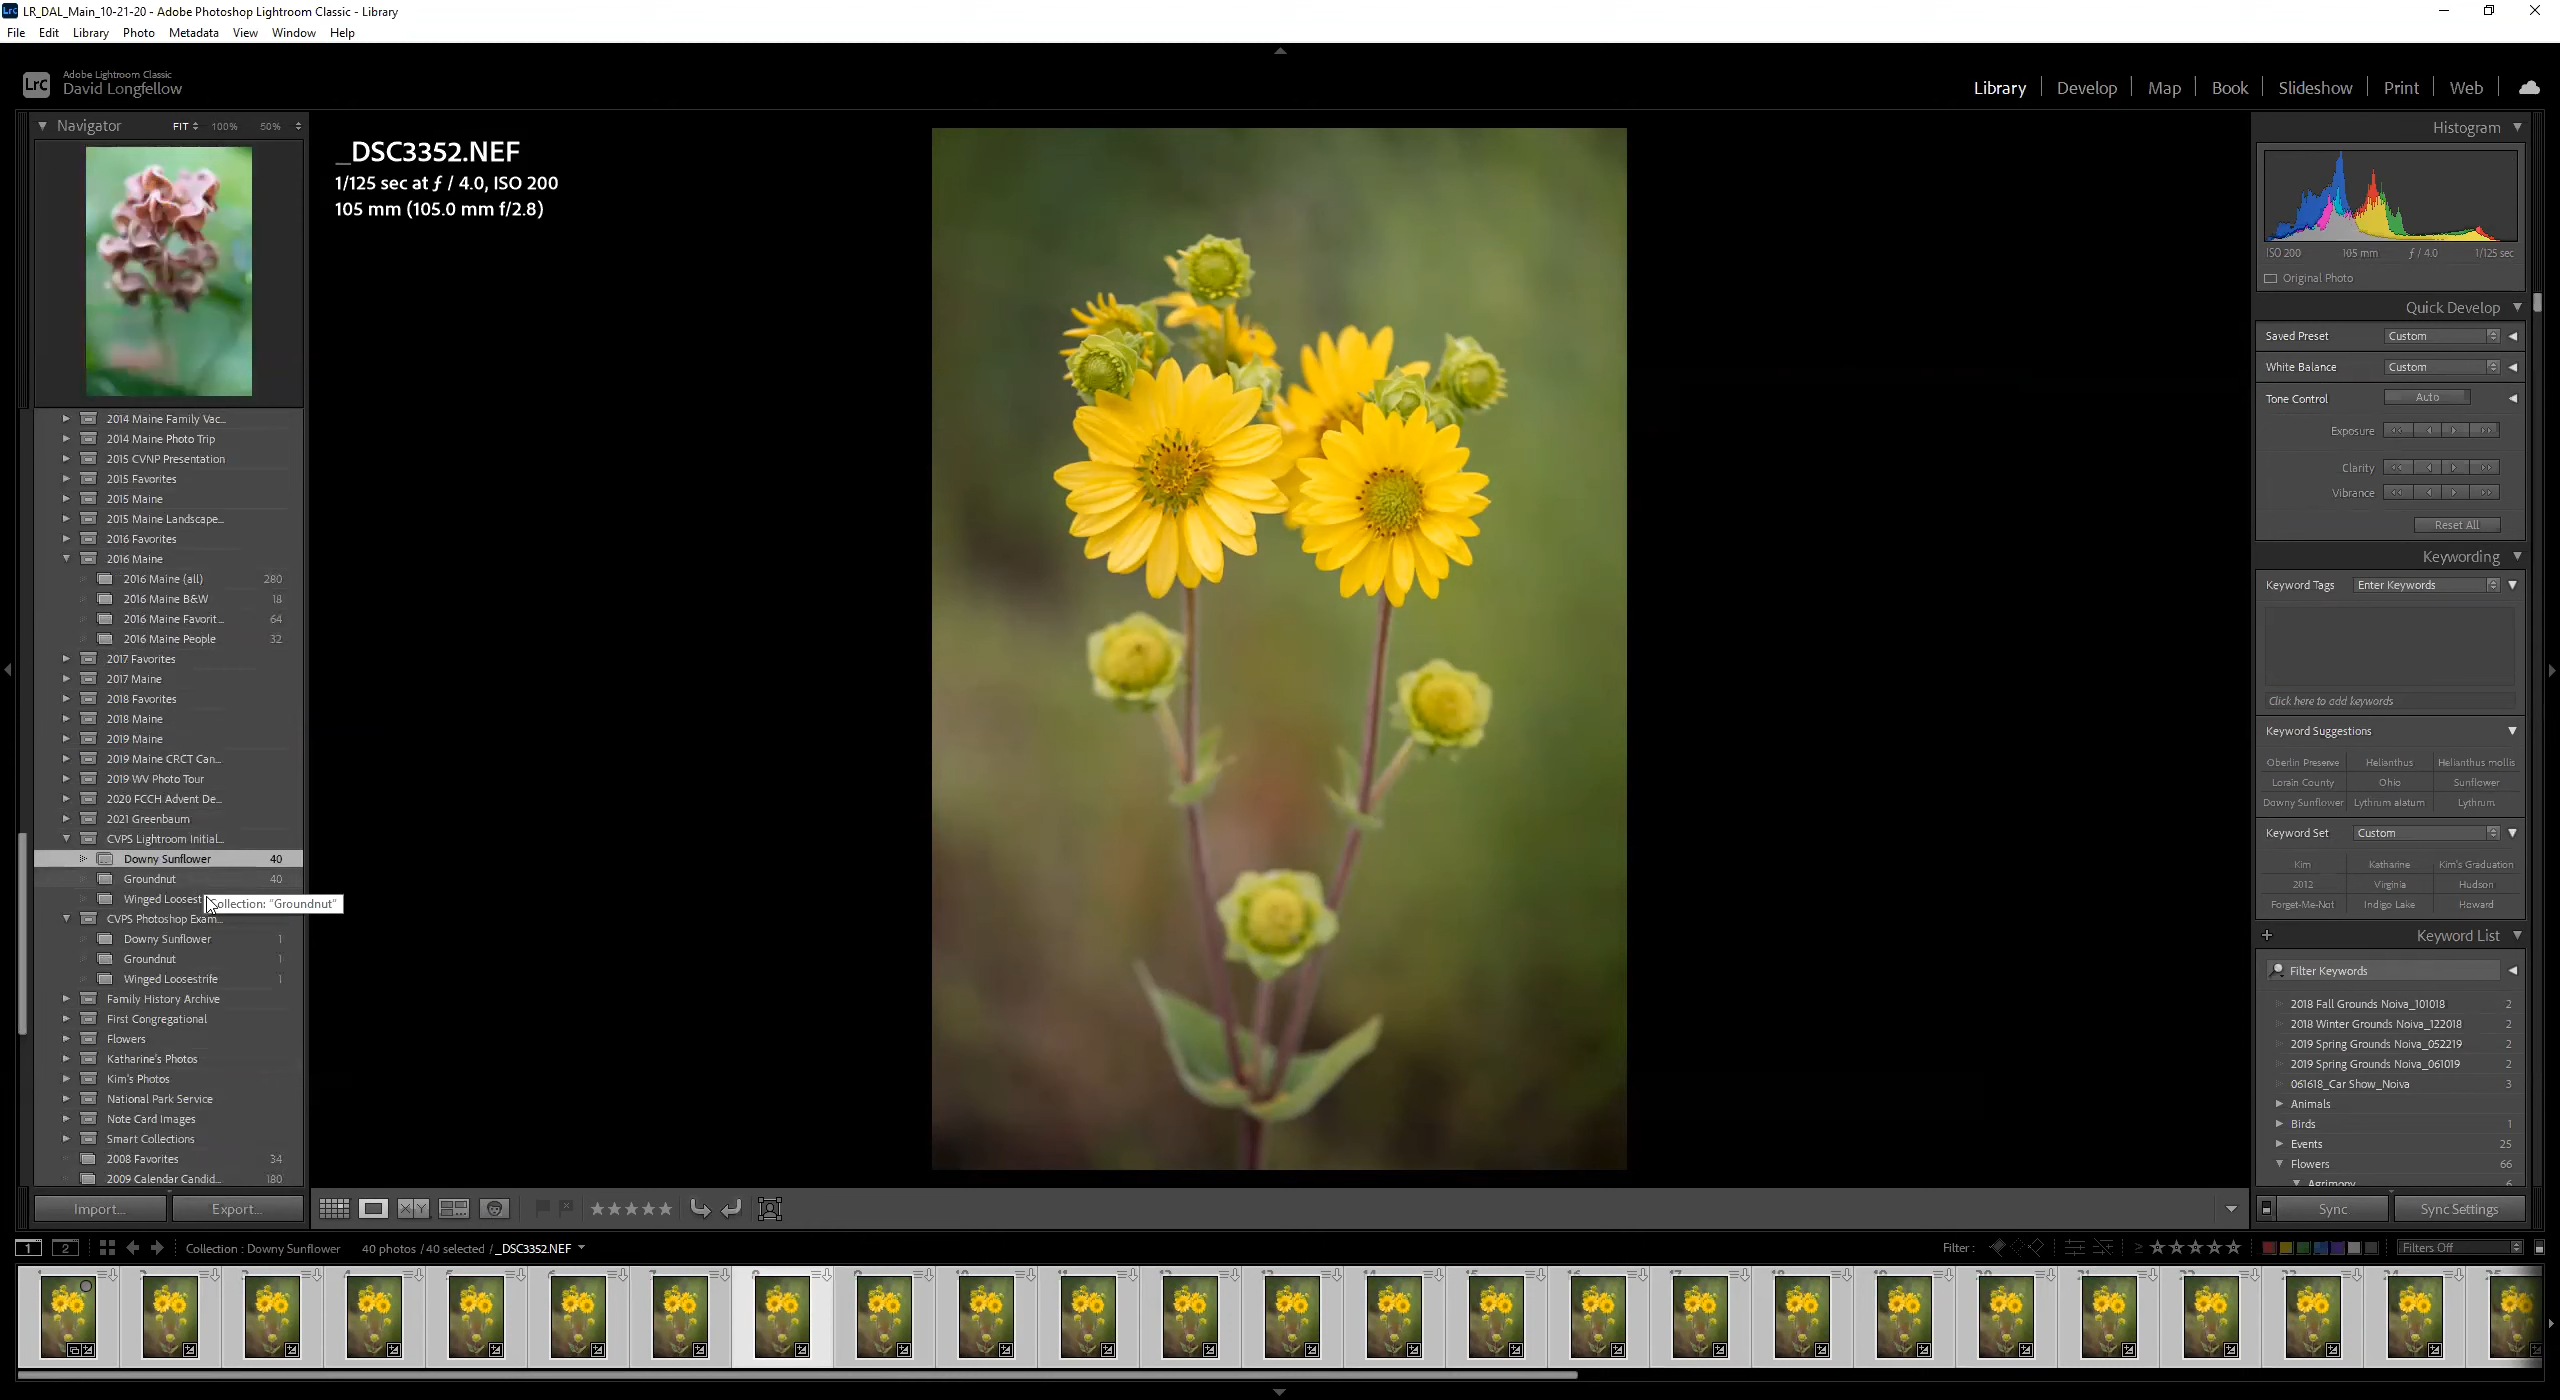 LR_DAL_Main_10-21-20 - Adobe Photoshop Lightroom Classic - Library
File Edit Library Photo Metadata View Window Help
LrC
Adobe Lightroom Classic
David Longfellow
Library | Develop | Map | Book | Slideshow | Print | Web
Navigator FIT 100% 50%
_DSC3352.NEF
1/125 sec at ƒ / 4.0, ISO 200
105 mm (105.0 mm f/2.8)
2014 Maine Family Vac...
2014 Maine Photo Trip
2015 CVNP Presentation
2015 Favorites
2015 Maine
2015 Maine Landscape...
2016 Favorites
2016 Maine
2016 Maine (all) 280
2016 Maine B&W 18
2016 Maine Favorit... 64
2016 Maine People 32
2017 Favorites
2017 Maine
2018 Favorites
2018 Maine
2019 Maine
2019 Maine CRCT Can...
2019 WV Photo Tour
2020 FCCH Advent De...
2021 Greenbaum
CVPS Lightroom Initial...
Downy Sunflower 40
Groundnut 40
Winged Loosest
Collection: "Groundnut"
CVPS Photoshop Exam...
Downy Sunflower 1
Groundnut 1
Winged Loosestrife 1
Family History Archive
First Congregational
Flowers
Katharine's Photos
Kim's Photos
National Park Service
Note Card Images
Smart Collections
2008 Favorites 34
2009 Calendar Candid... 180
Import... Export...
Histogram
ISO 200 105 mm ƒ / 4.0 1/125 sec
Original Photo
Quick Develop
Saved Preset Custom
White Balance Custom
Tone Control Auto
Exposure
Clarity
Vibrance
Reset All
Keywording
Keyword Tags Enter Keywords
Click here to add keywords
Keyword Suggestions
Oberlin Preserve Helianthus Helianthus mollis
Lorain County Ohio Sunflower
Downy Sunflower Lythrum alatum Lythrum
Keyword Set Custom
Kim Katharine Kim's Graduation
2012 Virginia Hudson
Forget-Me-Not Indigo Lake Howard
Keyword List
Filter Keywords
2018 Fall Grounds Noiva_101018 2
2018 Winter Grounds Noiva_122018 2
2019 Spring Grounds Noiva_052219 2
2019 Spring Grounds Noiva_061019 2
061618_Car Show_Noiva 3
Animals
Birds 1
Events 25
Flowers 66
Agrimony 6
Sync Sync Settings
1 2 Collection : Downy Sunflower 40 photos / 40 selected / _DSC3352.NEF
Filter : Filters Off